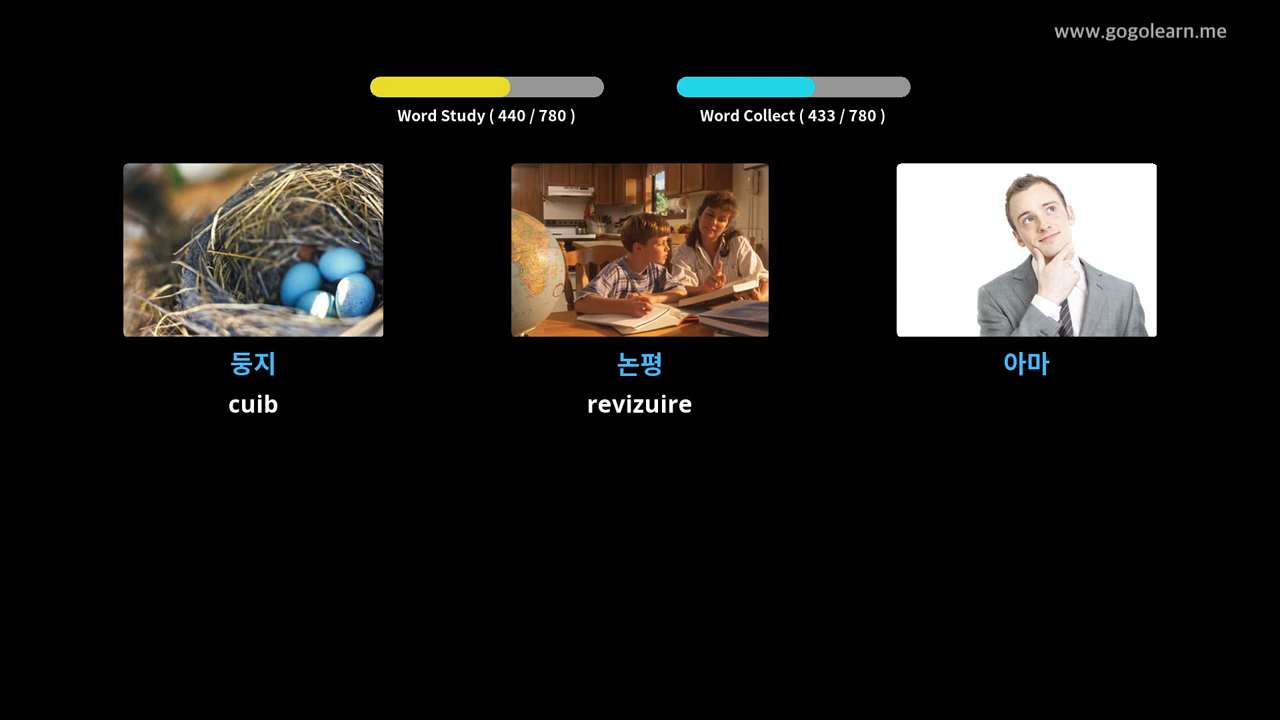 www.gogolearn.me
Word Study ( 440 / 780 )
Word Collect ( 433 / 780 )
둥지
cuib
논평
revizuire
아마